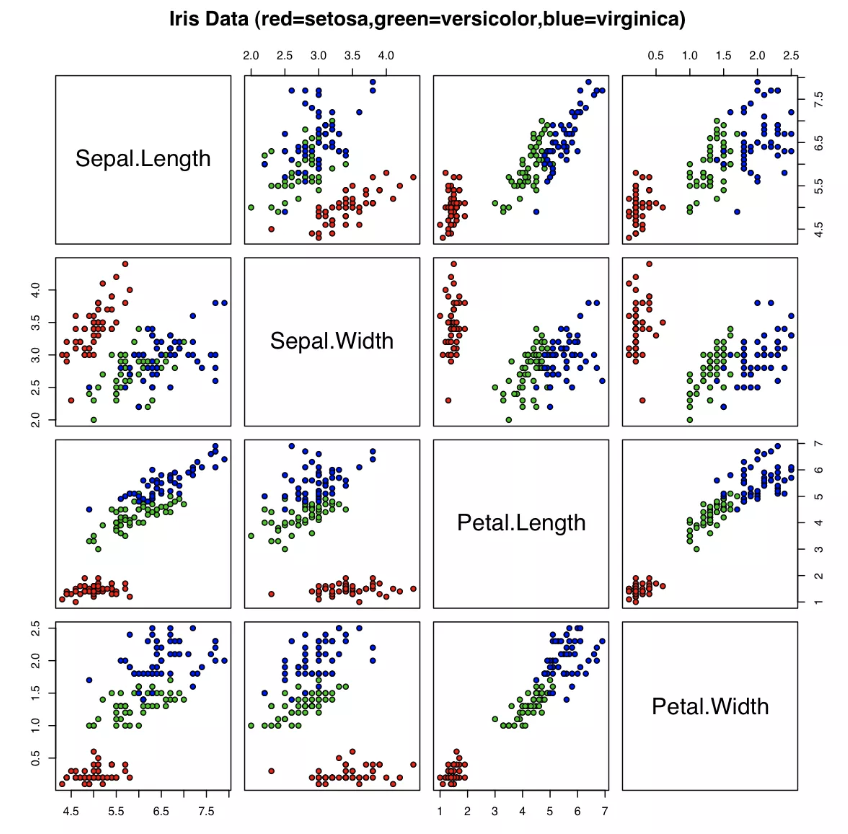 Iris Data (red=setosa,green=versicolor,blue=virginica)
2.0 2.5 3.0 3.5 4.0
0.5 1.0 1.5 2.0 2.5
Sepal.Length
4.5 5.5 6.5 7.5
2.0 2.5 3.0 3.5 4.0
Sepal.Width
Petal.Length
1 2 3 4 5 6 7
0.5 1.0 1.5 2.0 2.5
Petal.Width
4.5 5.5 6.5 7.5
1 2 3 4 5 6 7